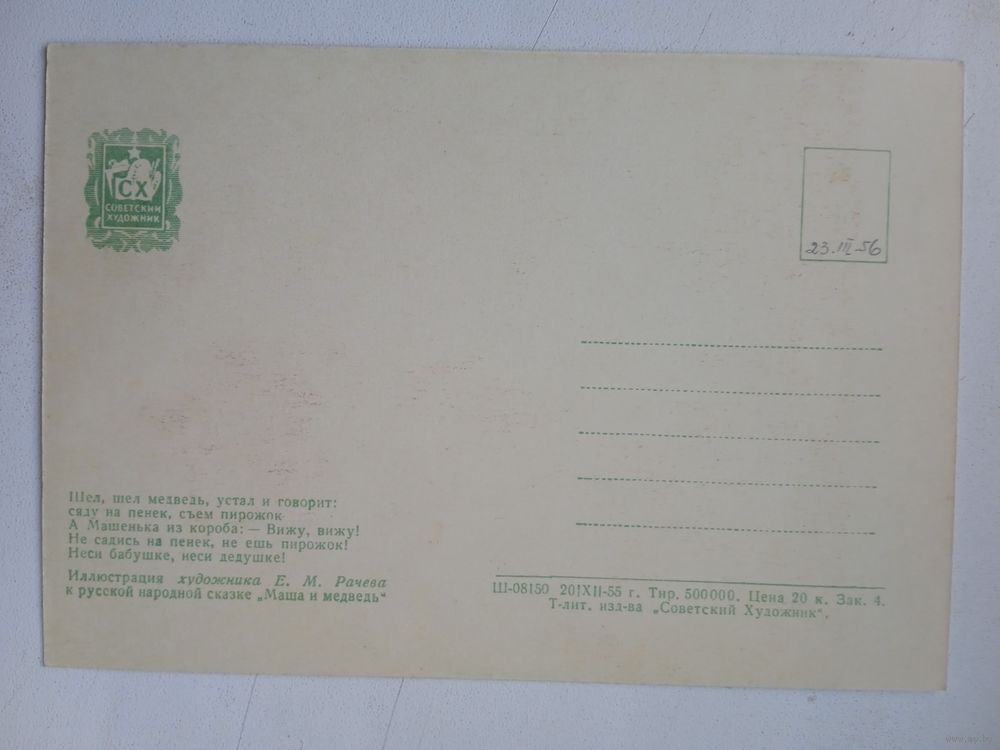 СХ
СОВЕТСКИЙ
ХУДОЖНИК
23.III-56
Шел, шел медведь, устал и говорит:
сяду на пенек, съем пирожок
А Машенька из короба: — Вижу, вижу!
Не садись на пенек, не ешь пирожок!
Неси бабушке, неси дедушке!
Иллюстрация художника Е. М. Рачева
к русской народной сказке „Маша и медведь“
Ш-08150 20|XII-55 г. Тир. 500000. Цена 20 к. Зак. 4.
Т-лит. изд-ва „Советский Художник“.